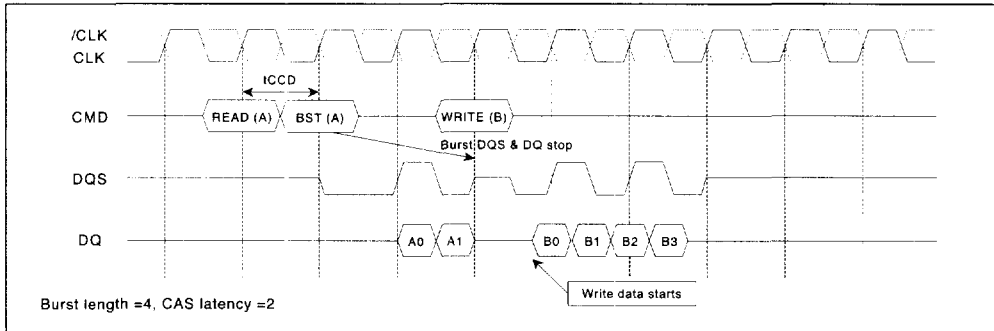 /CLK
CLK
tCCD
CMD READ (A) BST (A) WRITE (B)
Burst DQS & DQ stop
DQS
DQ A0 A1 B0 B1 B2 B3
Write data starts
Burst length =4, CAS latency =2